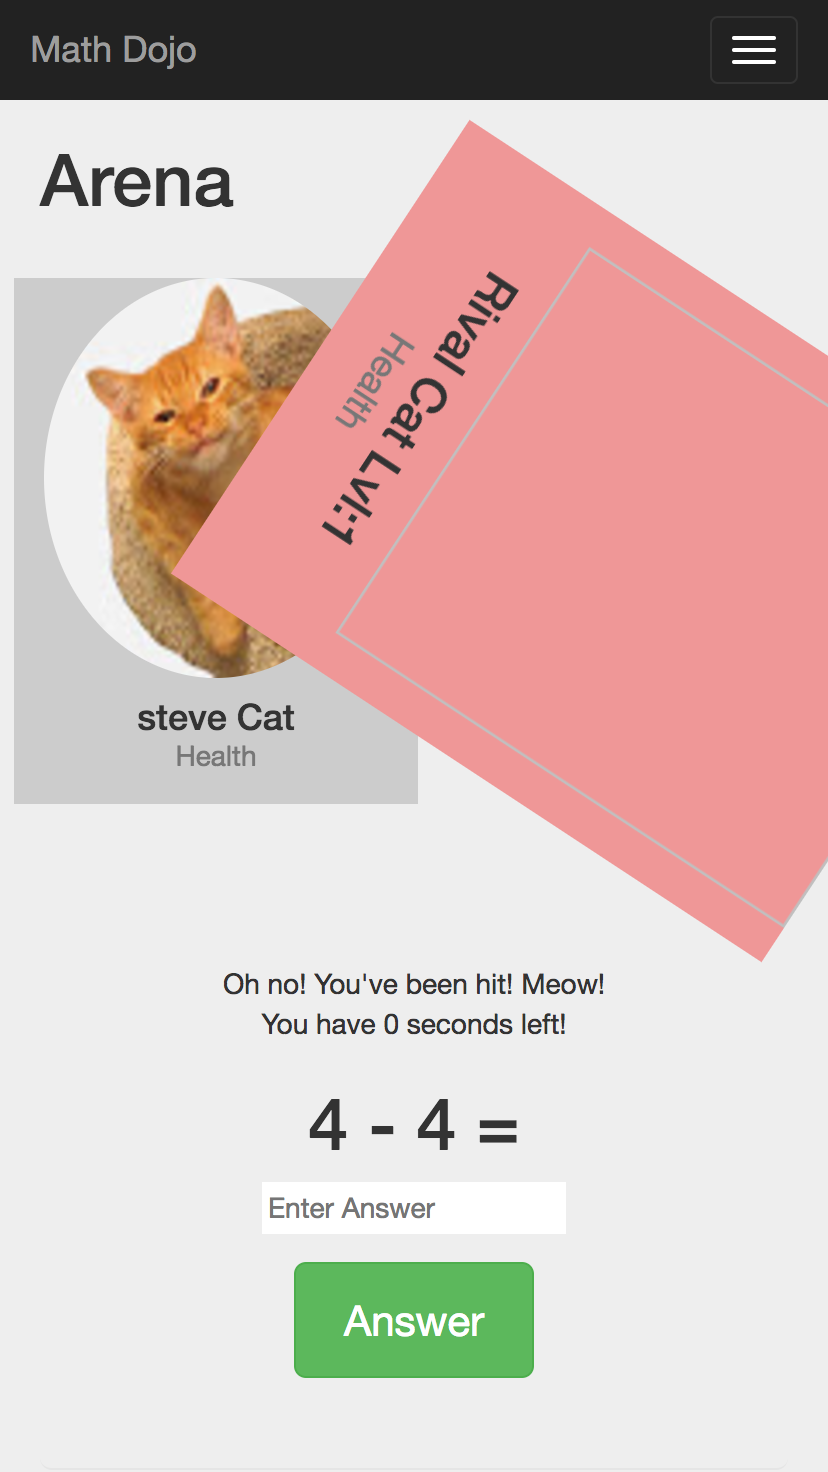 Math Dojo
Arena
Rival Cat Lvl:1
Health
steve Cat
Health
Oh no! You've been hit! Meow!
You have 0 seconds left!
4 - 4 =
Enter Answer
Answer